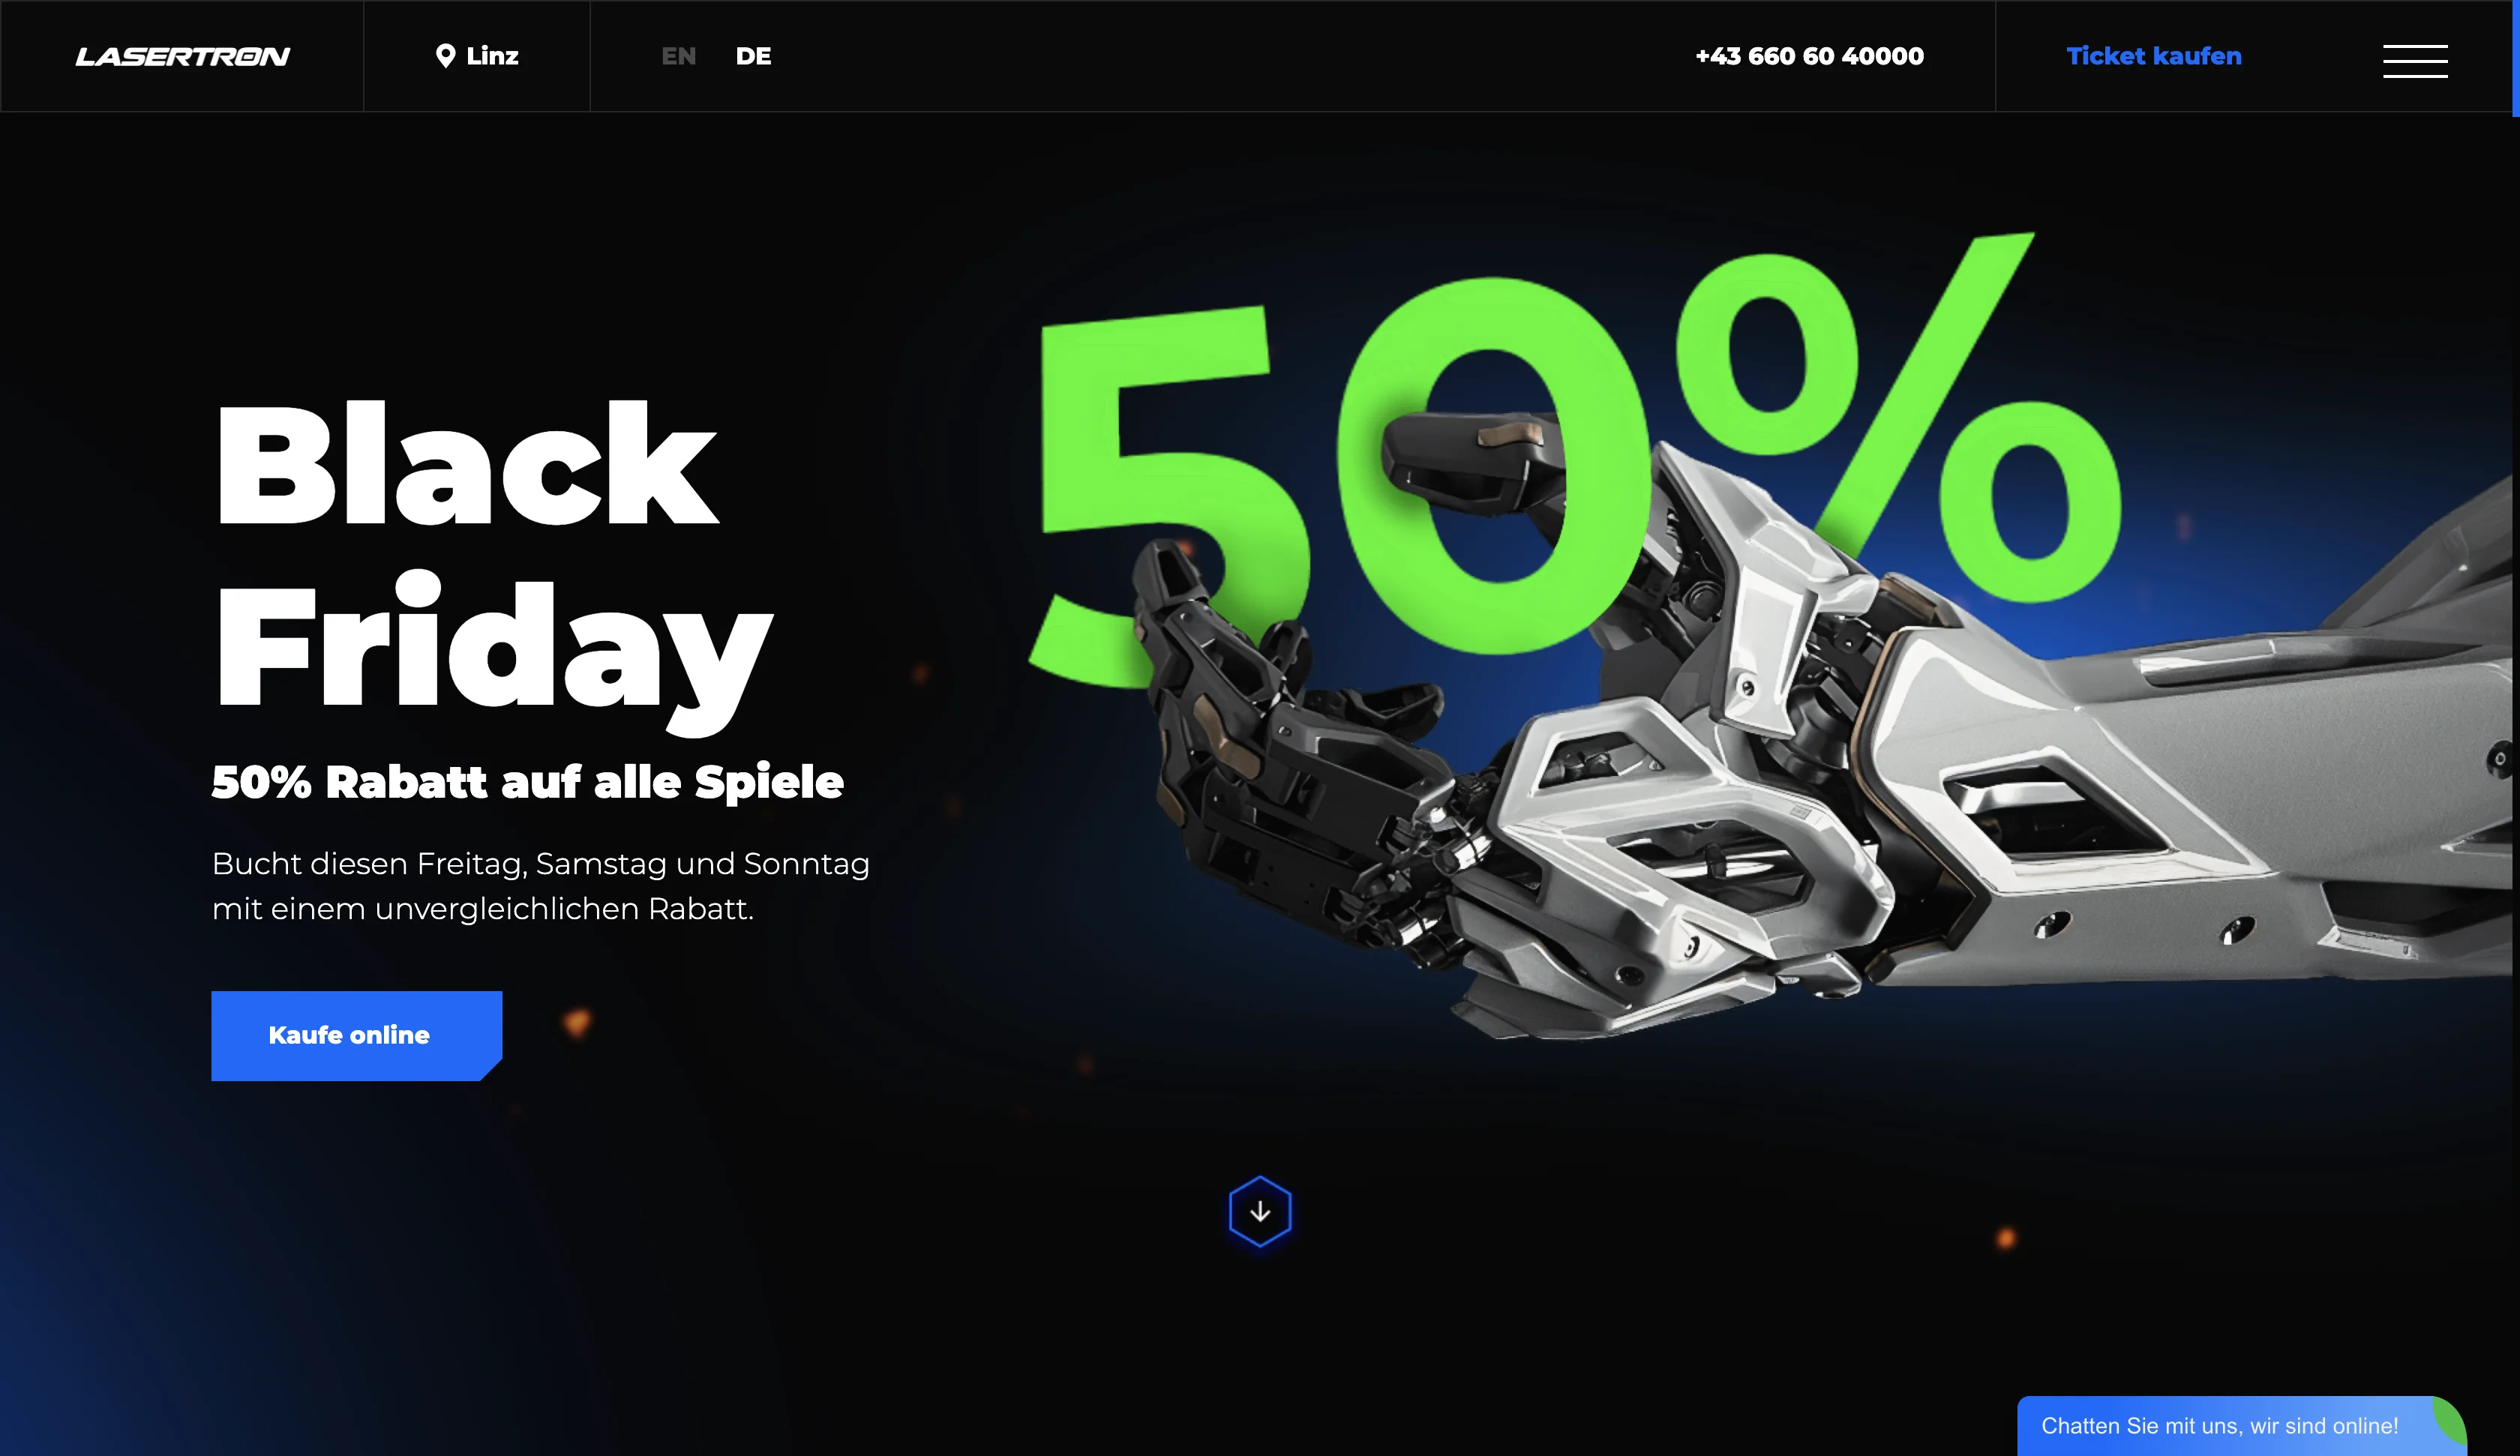 LASERTRON
Linz
EN DE
+43 660 60 40000
Ticket kaufen
50%
Black
Friday
50% Rabatt auf alle Spiele
Bucht diesen Freitag, Samstag und Sonntag
mit einem unvergleichlichen Rabatt.
Kaufe online
Chatten Sie mit uns, wir sind online!